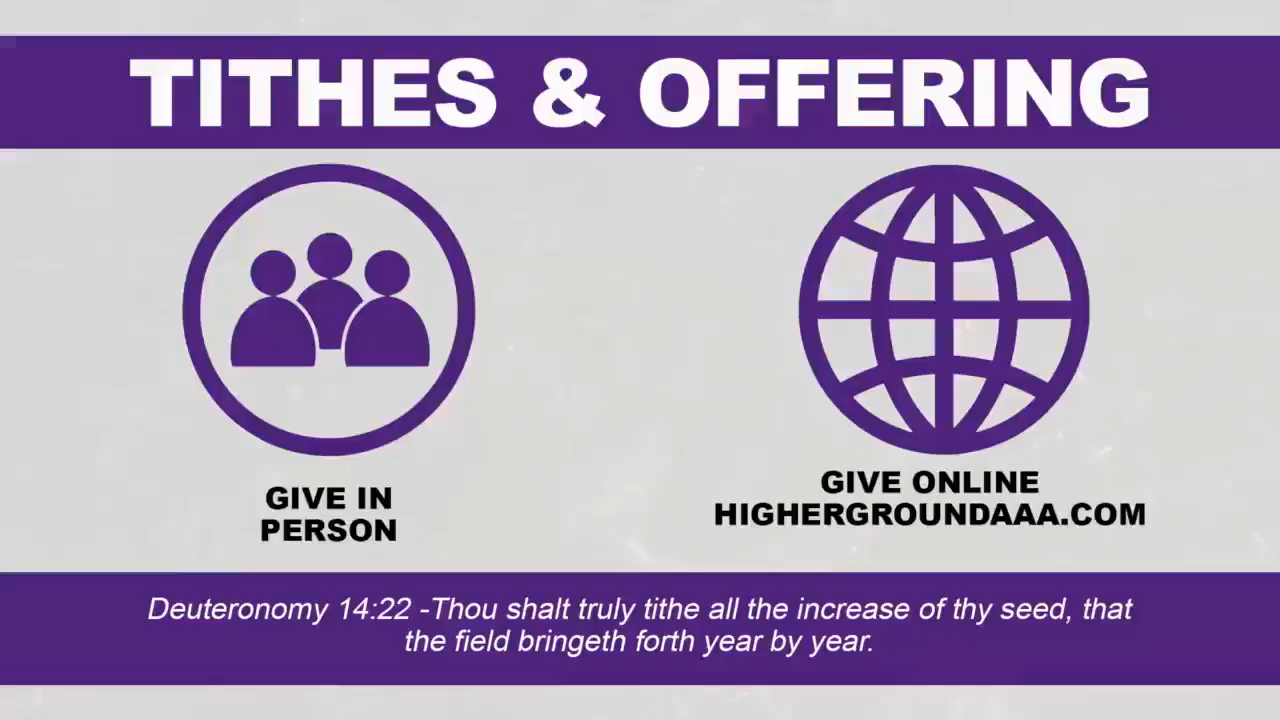 TITHES & OFFERING
GIVE IN
PERSON
GIVE ONLINE
HIGHERGROUNDAAA.COM
Deuteronomy 14:22 -Thou shalt truly tithe all the increase of thy seed, that
the field bringeth forth year by year.